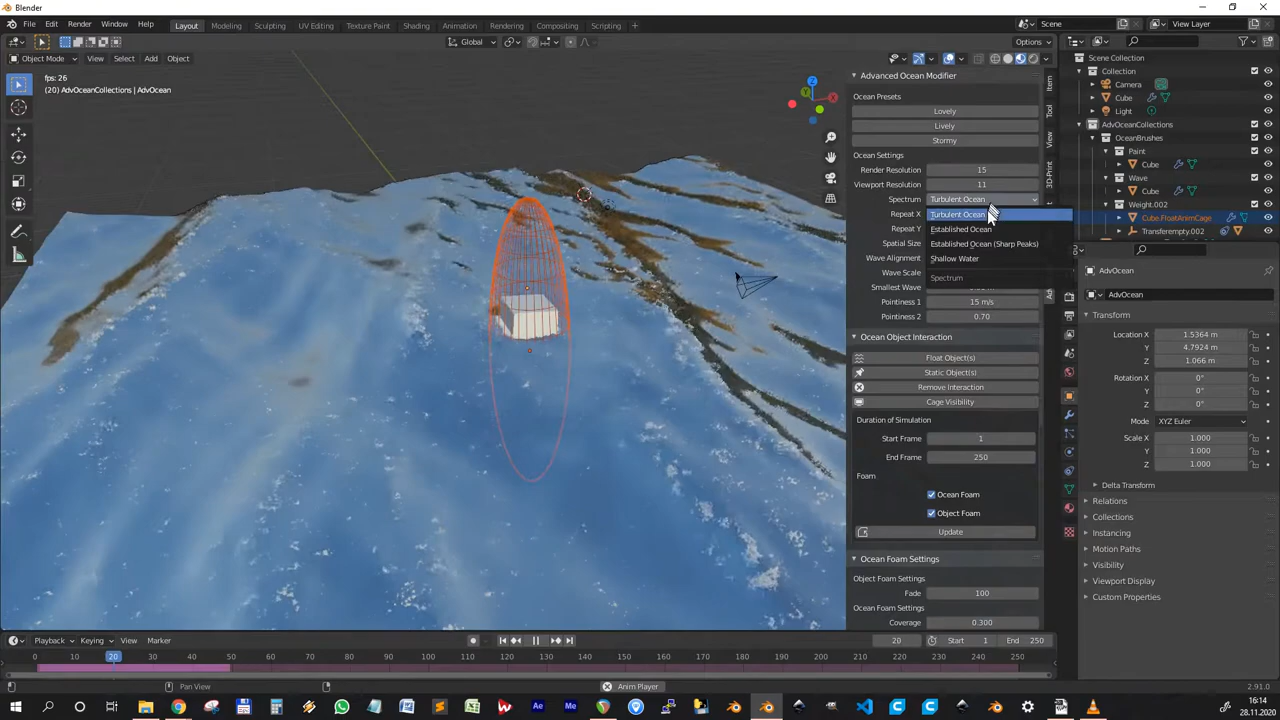 Blender
File Edit Render Window Help Layout Modeling Sculpting UV Editing Texture Paint Shading Animation Rendering Compositing Scripting Scene View Layer
Global Options
Object Mode View Select Add Object
fps: 26
(20) AdvOceanCollections | AdvOcean
X
Y
Z
Advanced Ocean Modifier
Ocean Presets
Lovely
Lively
Stormy
Ocean Settings
Render Resolution 15
Viewport Resolution 11
Spectrum Turbulent Ocean
Repeat X
Repeat Y
Spatial Size
Wave Alignment
Wave Scale
Smallest Wave
Turbulent Ocean
Established Ocean
Established Ocean (Sharp Peaks)
Shallow Water
Spectrum
Pointiness 1 15 m/s
Pointiness 2 0.70
Ocean Object Interaction
Float Object(s)
Static Object(s)
Remove Interaction
Cage Visibility
Duration of Simulation
Start Frame 1
End Frame 250
Foam
Ocean Foam
Object Foam
Update
Ocean Foam Settings
Object Foam Settings
Fade 100
Ocean Foam Settings
Coverage 0.300
Item
Tool
View
3D-Print
Scene Collection
Collection
Camera
Cube
Light
AdvOceanCollections
OceanBrushes
Paint
Cube
Wave
Cube
Weight.002
Cube.FloatAnimCage
Transferempty.002
AdvOcean
AdvOcean
Transform
Location X 1.5364 m
Y 4.7924 m
Z 1.066 m
Rotation X 0°
Y 0°
Z 0°
Mode XYZ Euler
Scale X 1.000
Y 1.000
Z 1.000
Delta Transform
Relations
Collections
Instancing
Motion Paths
Visibility
Viewport Display
Custom Properties
Playback Keying View Marker 20 Start 1 End 250
0 10 20 30 40 50 60 70 80 90 100 110 120 130 140 150 160 170 180 190 200 210 220 230 240 250
Pan View Anim Player 2.91.0
Ae Me
16:14
28.11.2020